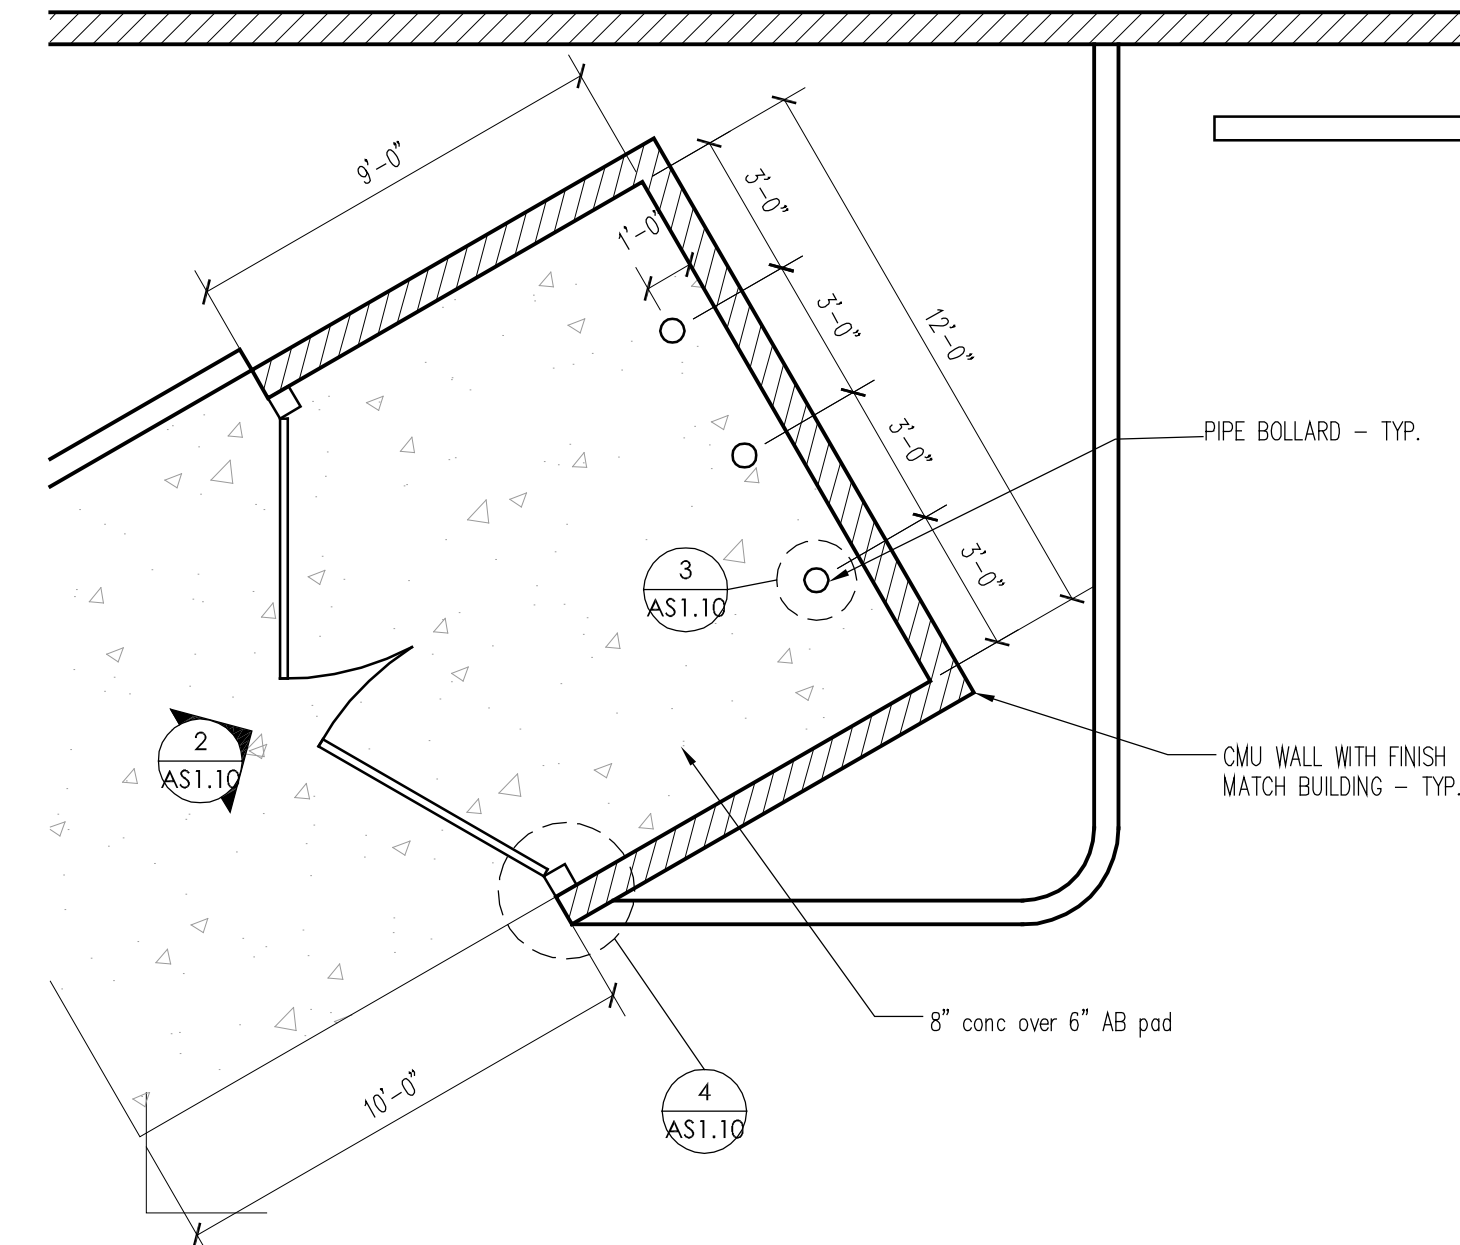 9'-0"
3'-0"
1'-0"
3'-0"
12'-0"
3'-0"
PIPE BOLLARD – TYP.
3'-0"
3
AS1.10
2
AS1.10
CMU WALL WITH FINISH
MATCH BUILDING – TYP.
8" conc over 6" AB pad
10'-0"
4
AS1.10